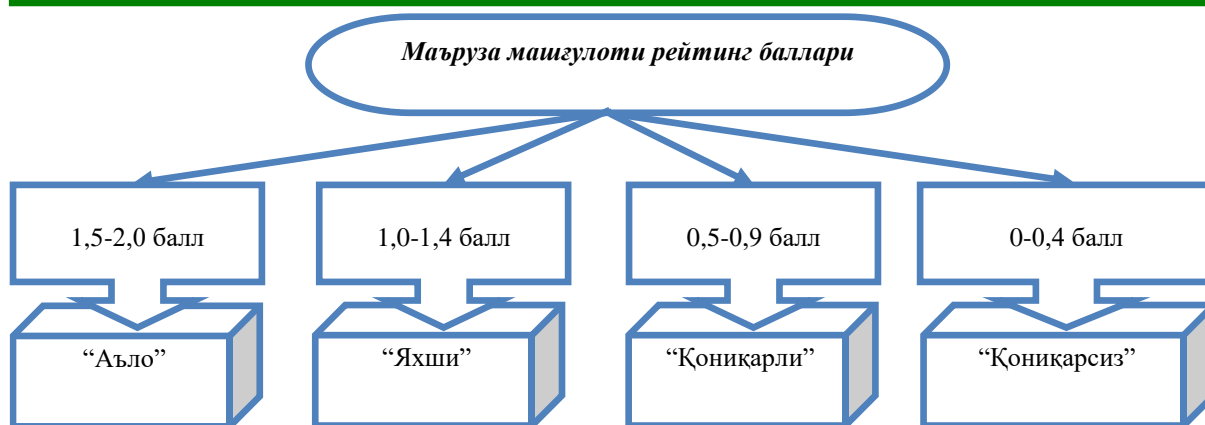 Маъруза машғулоти рейтинг баллари
1,5-2,0 балл
1,0-1,4 балл
0,5-0,9 балл
0-0,4 балл
“Аъло”
“Яхши”
“Қониқарли”
“Қониқарсиз”